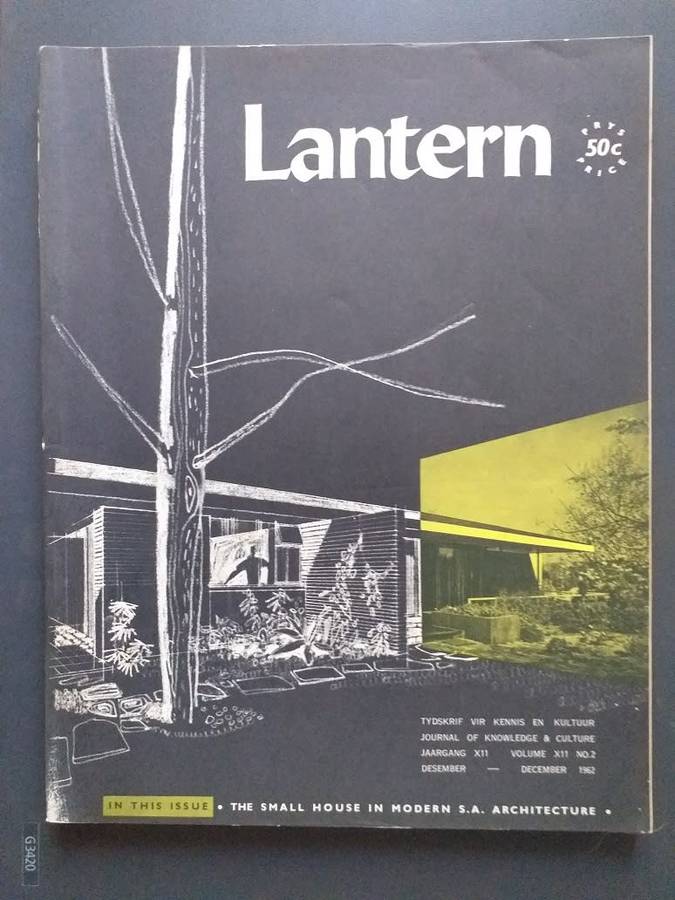 Lantern
PRYS
50c
PRICE
TYDSKRIF VIR KENNIS EN KULTUUR
JOURNAL OF KNOWLEDGE & CULTURE
JAARGANG X11 VOLUME X11 NO.2
DESEMBER — DECEMBER 1962
IN THIS ISSUE • THE SMALL HOUSE IN MODERN S.A. ARCHITECTURE •
G3420